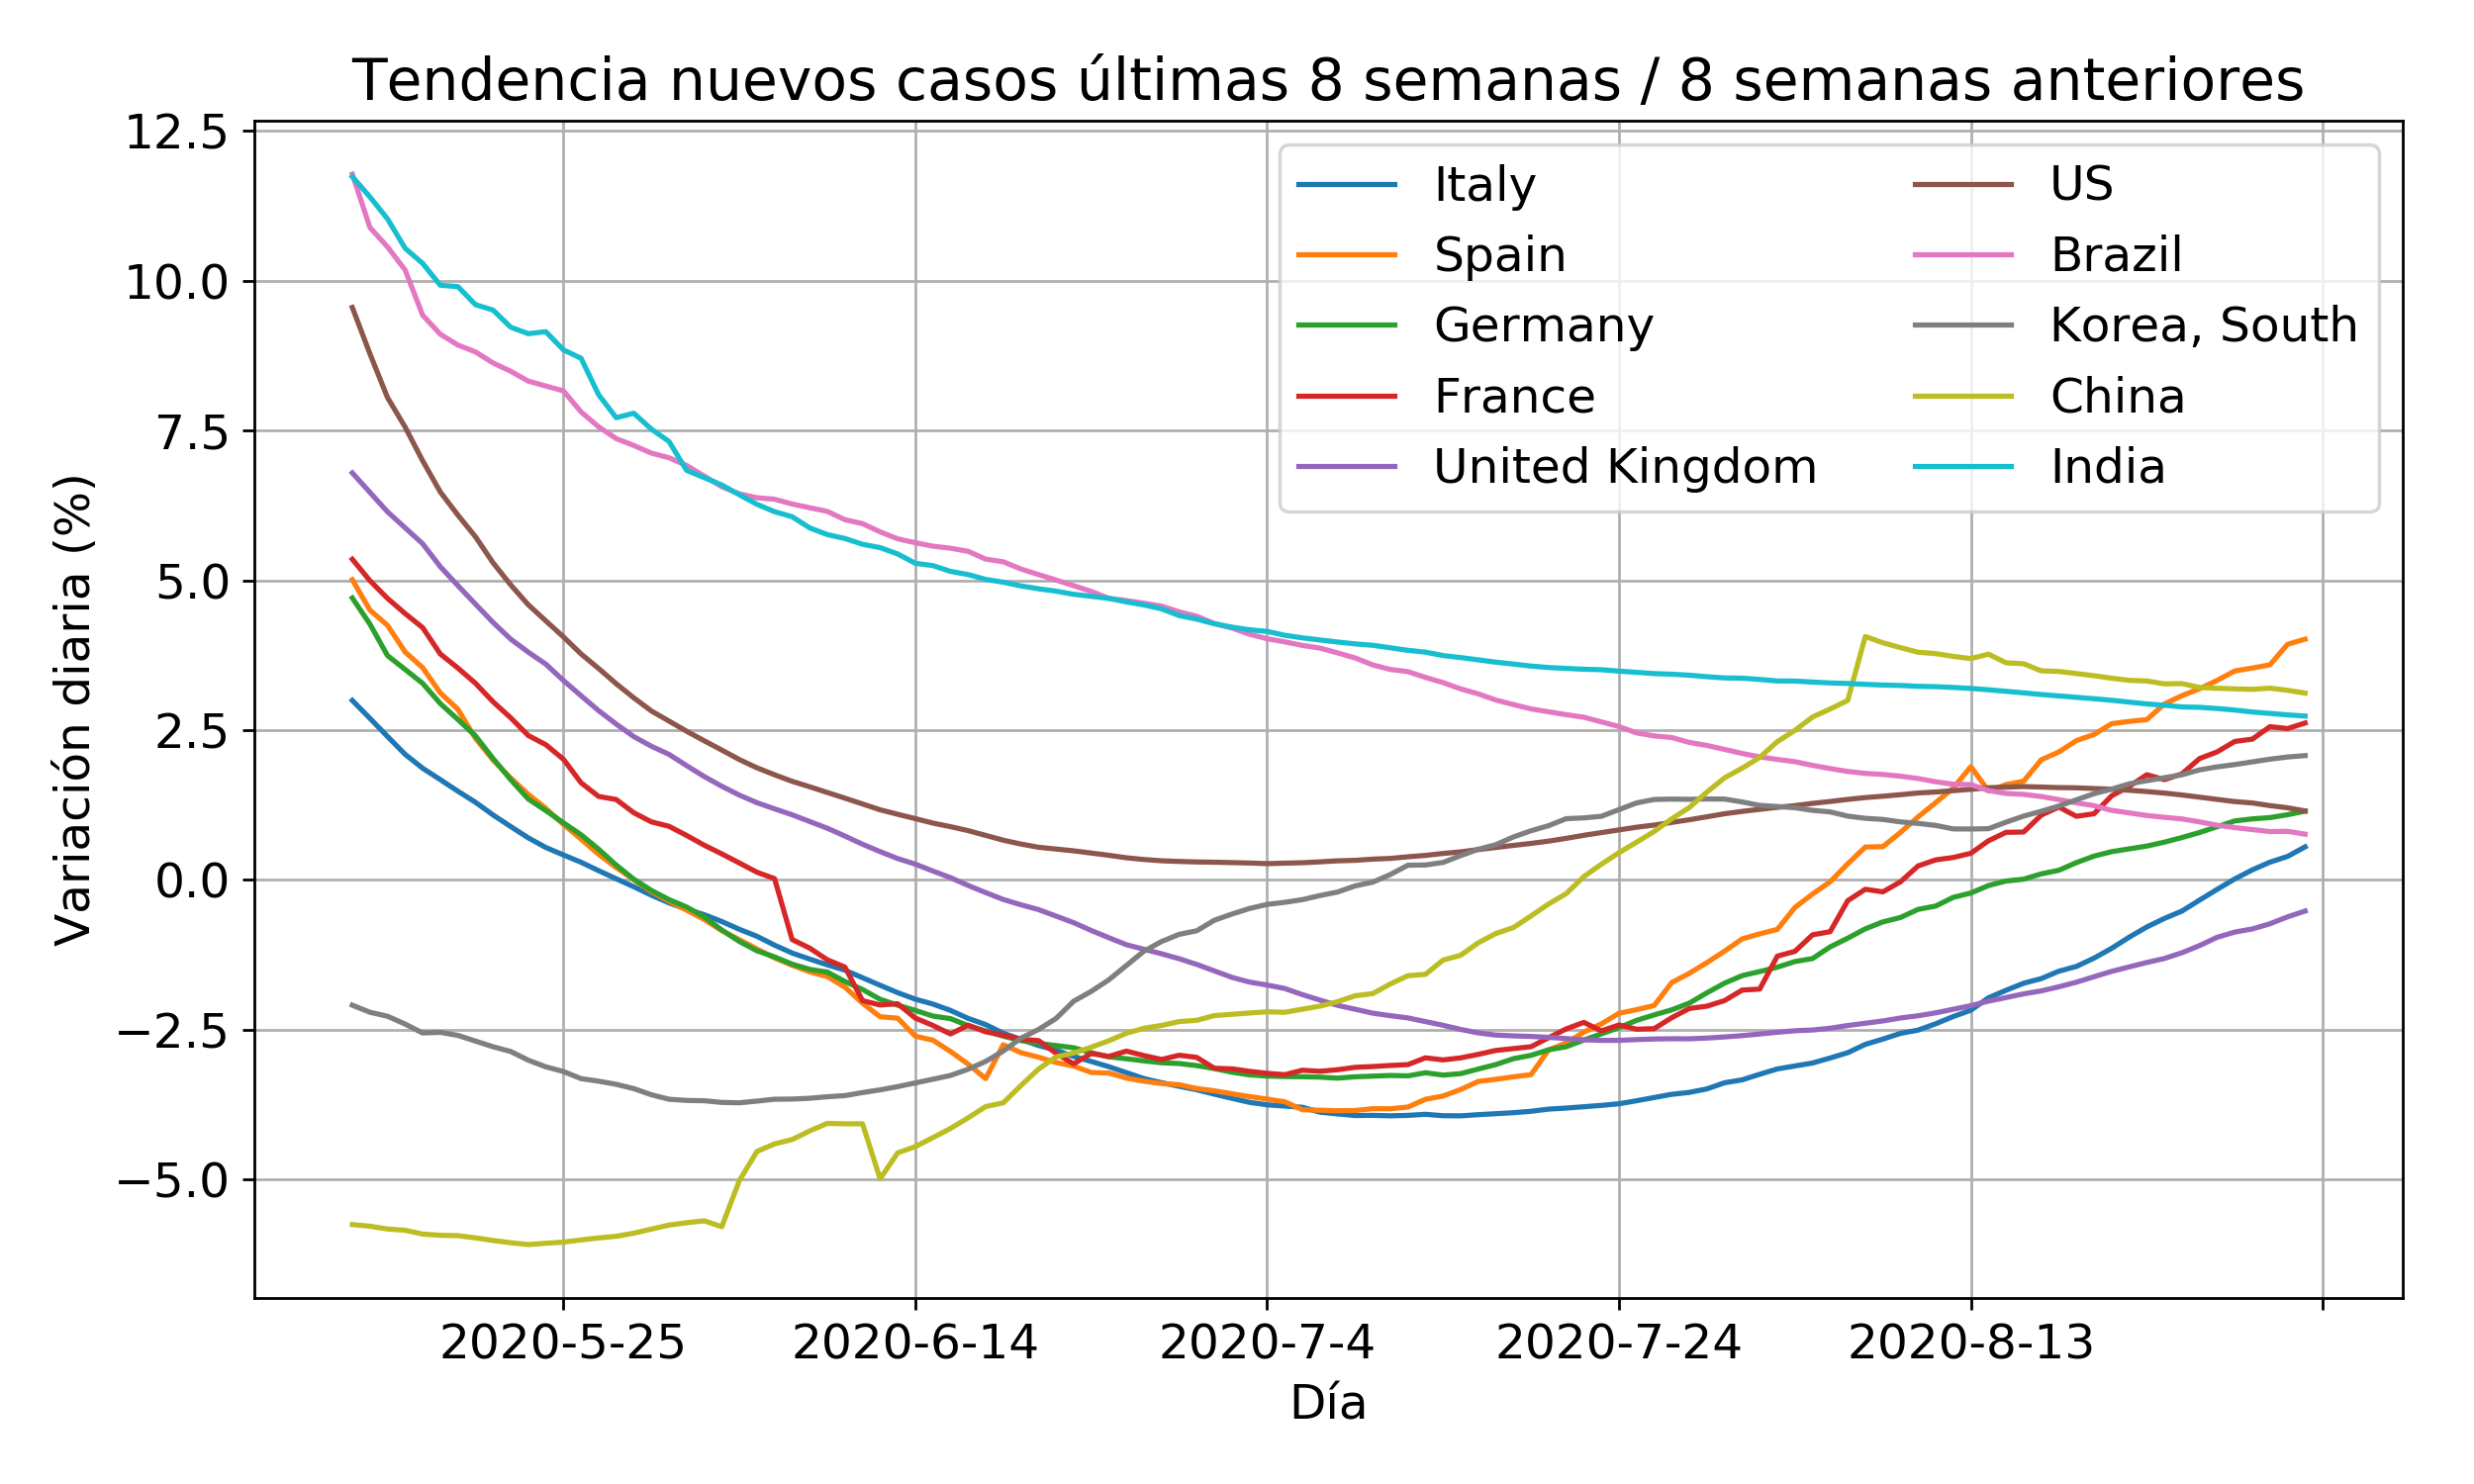 Tendencia nuevos casos últimas 8 semanas / 8 semanas anteriores
12.5
10.0
7.5
5.0
2.5
0.0
−2.5
−5.0
Variación diaria (%)
Italy
Spain
Germany
France
United Kingdom
US
Brazil
Korea, South
China
India
2020-5-25
2020-6-14
2020-7-4
2020-7-24
2020-8-13
Día